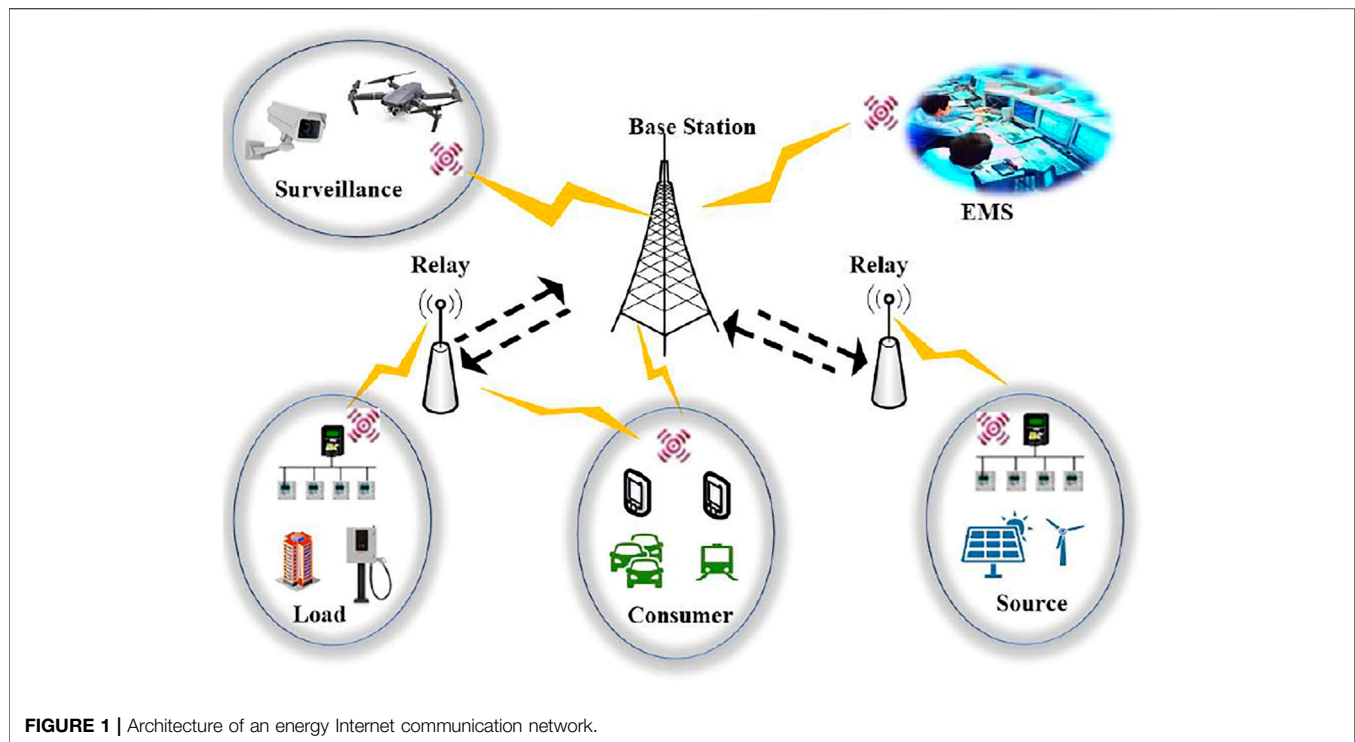 Base Station
Surveillance
EMS
Relay
Relay
Load
Consumer
Source
FIGURE 1 | Architecture of an energy Internet communication network.